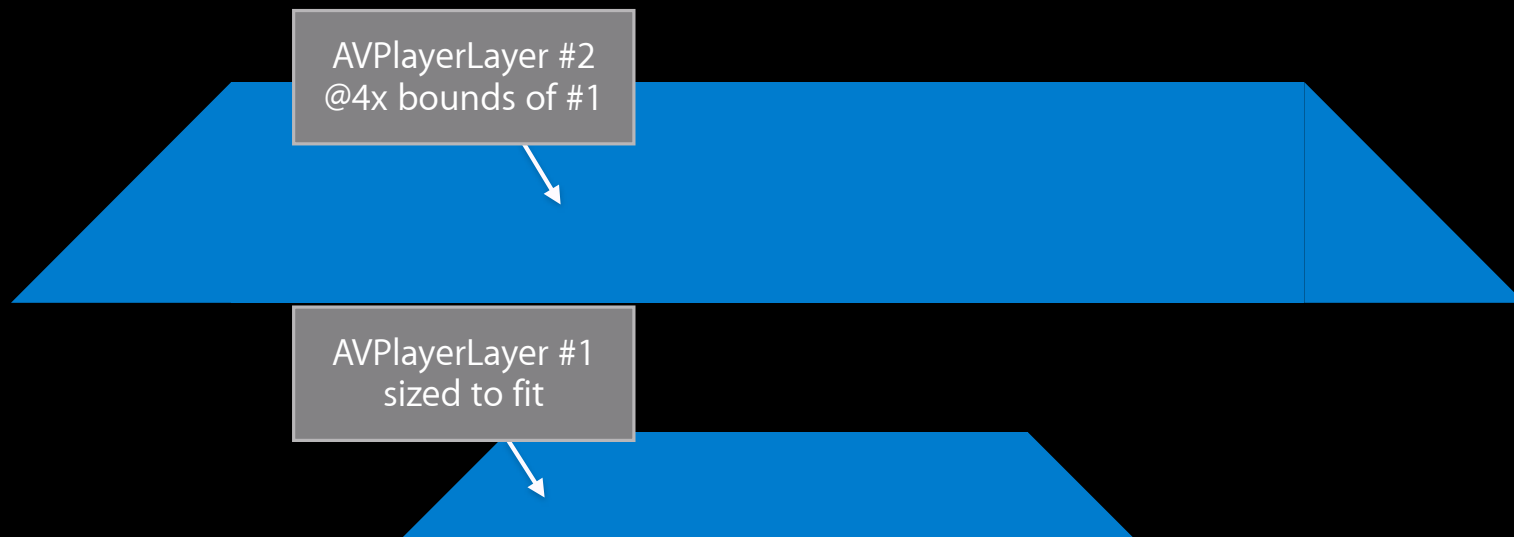 AVPlayerLayer #2
@4x bounds of #1
AVPlayerLayer #1
sized to fit